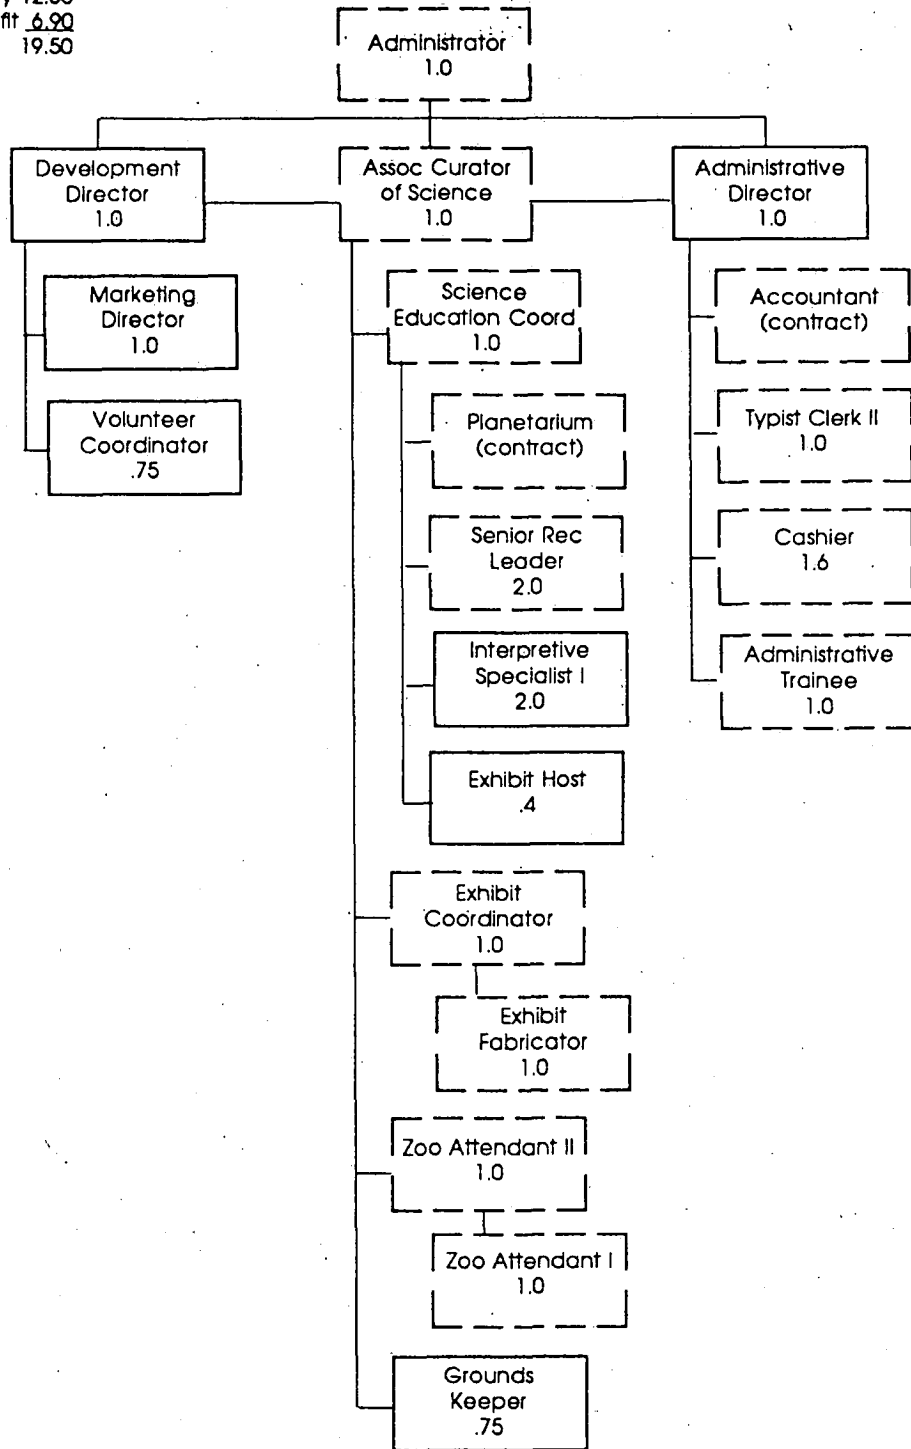 12.60
fit 6.90
19.50
Administrator
1.0
Development
Director
1.0
Assoc Curator
of Science
1.0
Administrative
Director
1.0
Marketing
Director
1.0
Volunteer
Coordinator
.75
Science
Education Coord
1.0
Planetarium
(contract)
Senior Rec
Leader
2.0
Interpretive
Specialist I
2.0
Exhibit Host
.4
Accountant
(contract)
Typist Clerk II
1.0
Cashier
1.6
Administrative
Trainee
1.0
Exhibit
Coordinator
1.0
Exhibit
Fabricator
1.0
Zoo Attendant II
1.0
Zoo Attendant I
1.0
Grounds
Keeper
.75